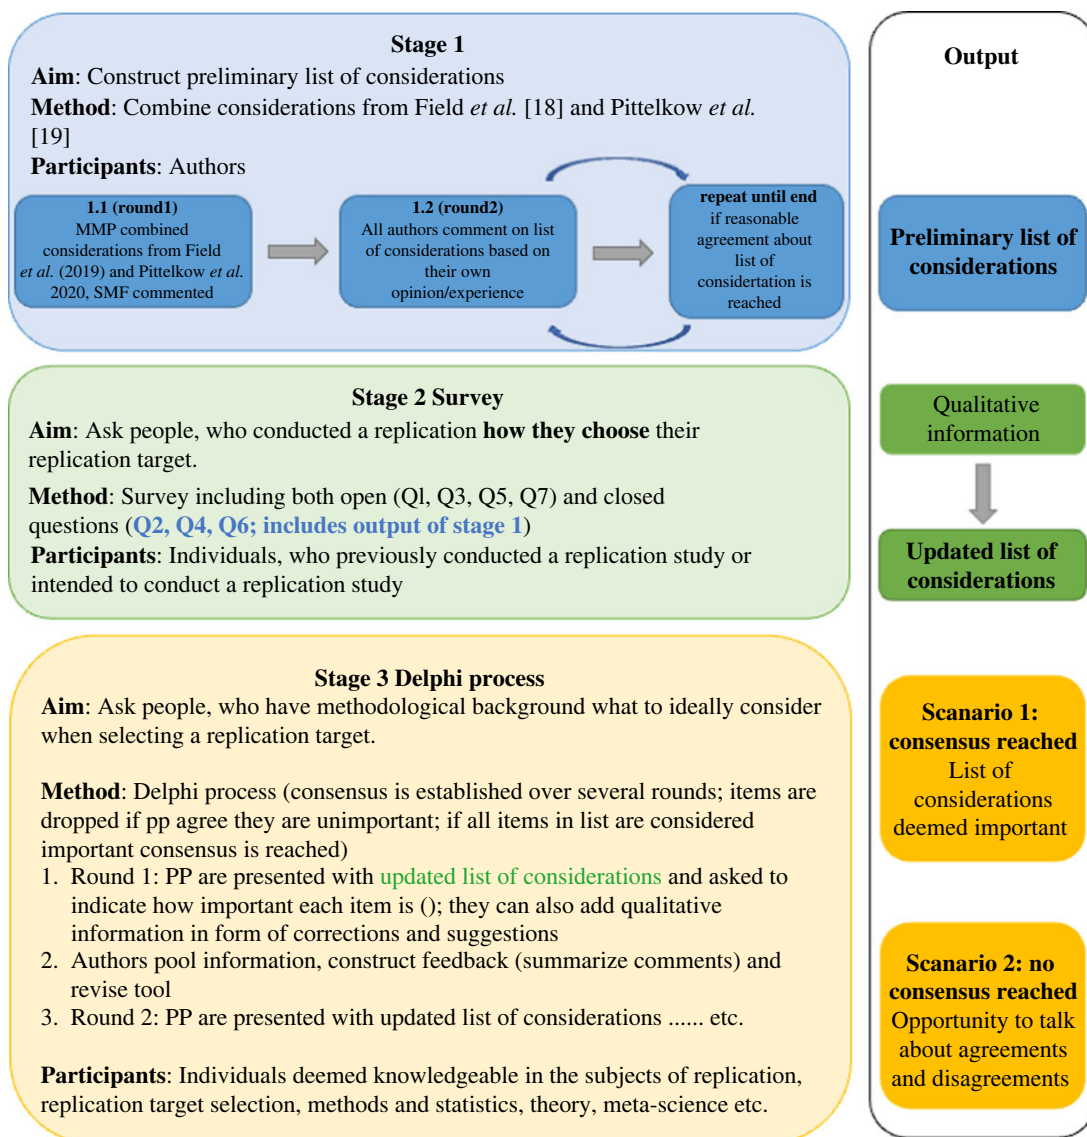 Stage 1
Aim: Construct preliminary list of considerations
Method: Combine considerations from Field et al. [18] and Pittelkow et al.
[19]
Participants: Authors
1.1 (round1)
MMP combined
considerations from Field
et al. (2019) and Pittelkow et al.
2020, SMF commented
1.2 (round2)
All authors comment on list
of considerations based on
their own
opinion/experience
repeat until end
if reasonable
agreement about
list of
considertation is
reached
Stage 2 Survey
Aim: Ask people, who conducted a replication how they choose their
replication target.
Method: Survey including both open (Ql, Q3, Q5, Q7) and closed
questions (Q2, Q4, Q6; includes output of stage 1)
Participants: Individuals, who previously conducted a replication study or
intended to conduct a replication study
Stage 3 Delphi process
Aim: Ask people, who have methodological background what to ideally consider
when selecting a replication target.
Method: Delphi process (consensus is established over several rounds; items are
dropped if pp agree they are unimportant; if all items in list are considered
important consensus is reached)
1. Round 1: PP are presented with updated list of considerations and asked to
indicate how important each item is (); they can also add qualitative
information in form of corrections and suggestions
2. Authors pool information, construct feedback (summarize comments) and
revise tool
3. Round 2: PP are presented with updated list of considerations ...... etc.
Participants: Individuals deemed knowledgeable in the subjects of replication,
replication target selection, methods and statistics, theory, meta-science etc.
Output
Preliminary list of
considerations
Qualitative
information
Updated list of
considerations
Scanario 1:
consensus reached
List of
considerations
deemed important
Scanario 2: no
consensus reached
Opportunity to talk
about agreements
and disagreements